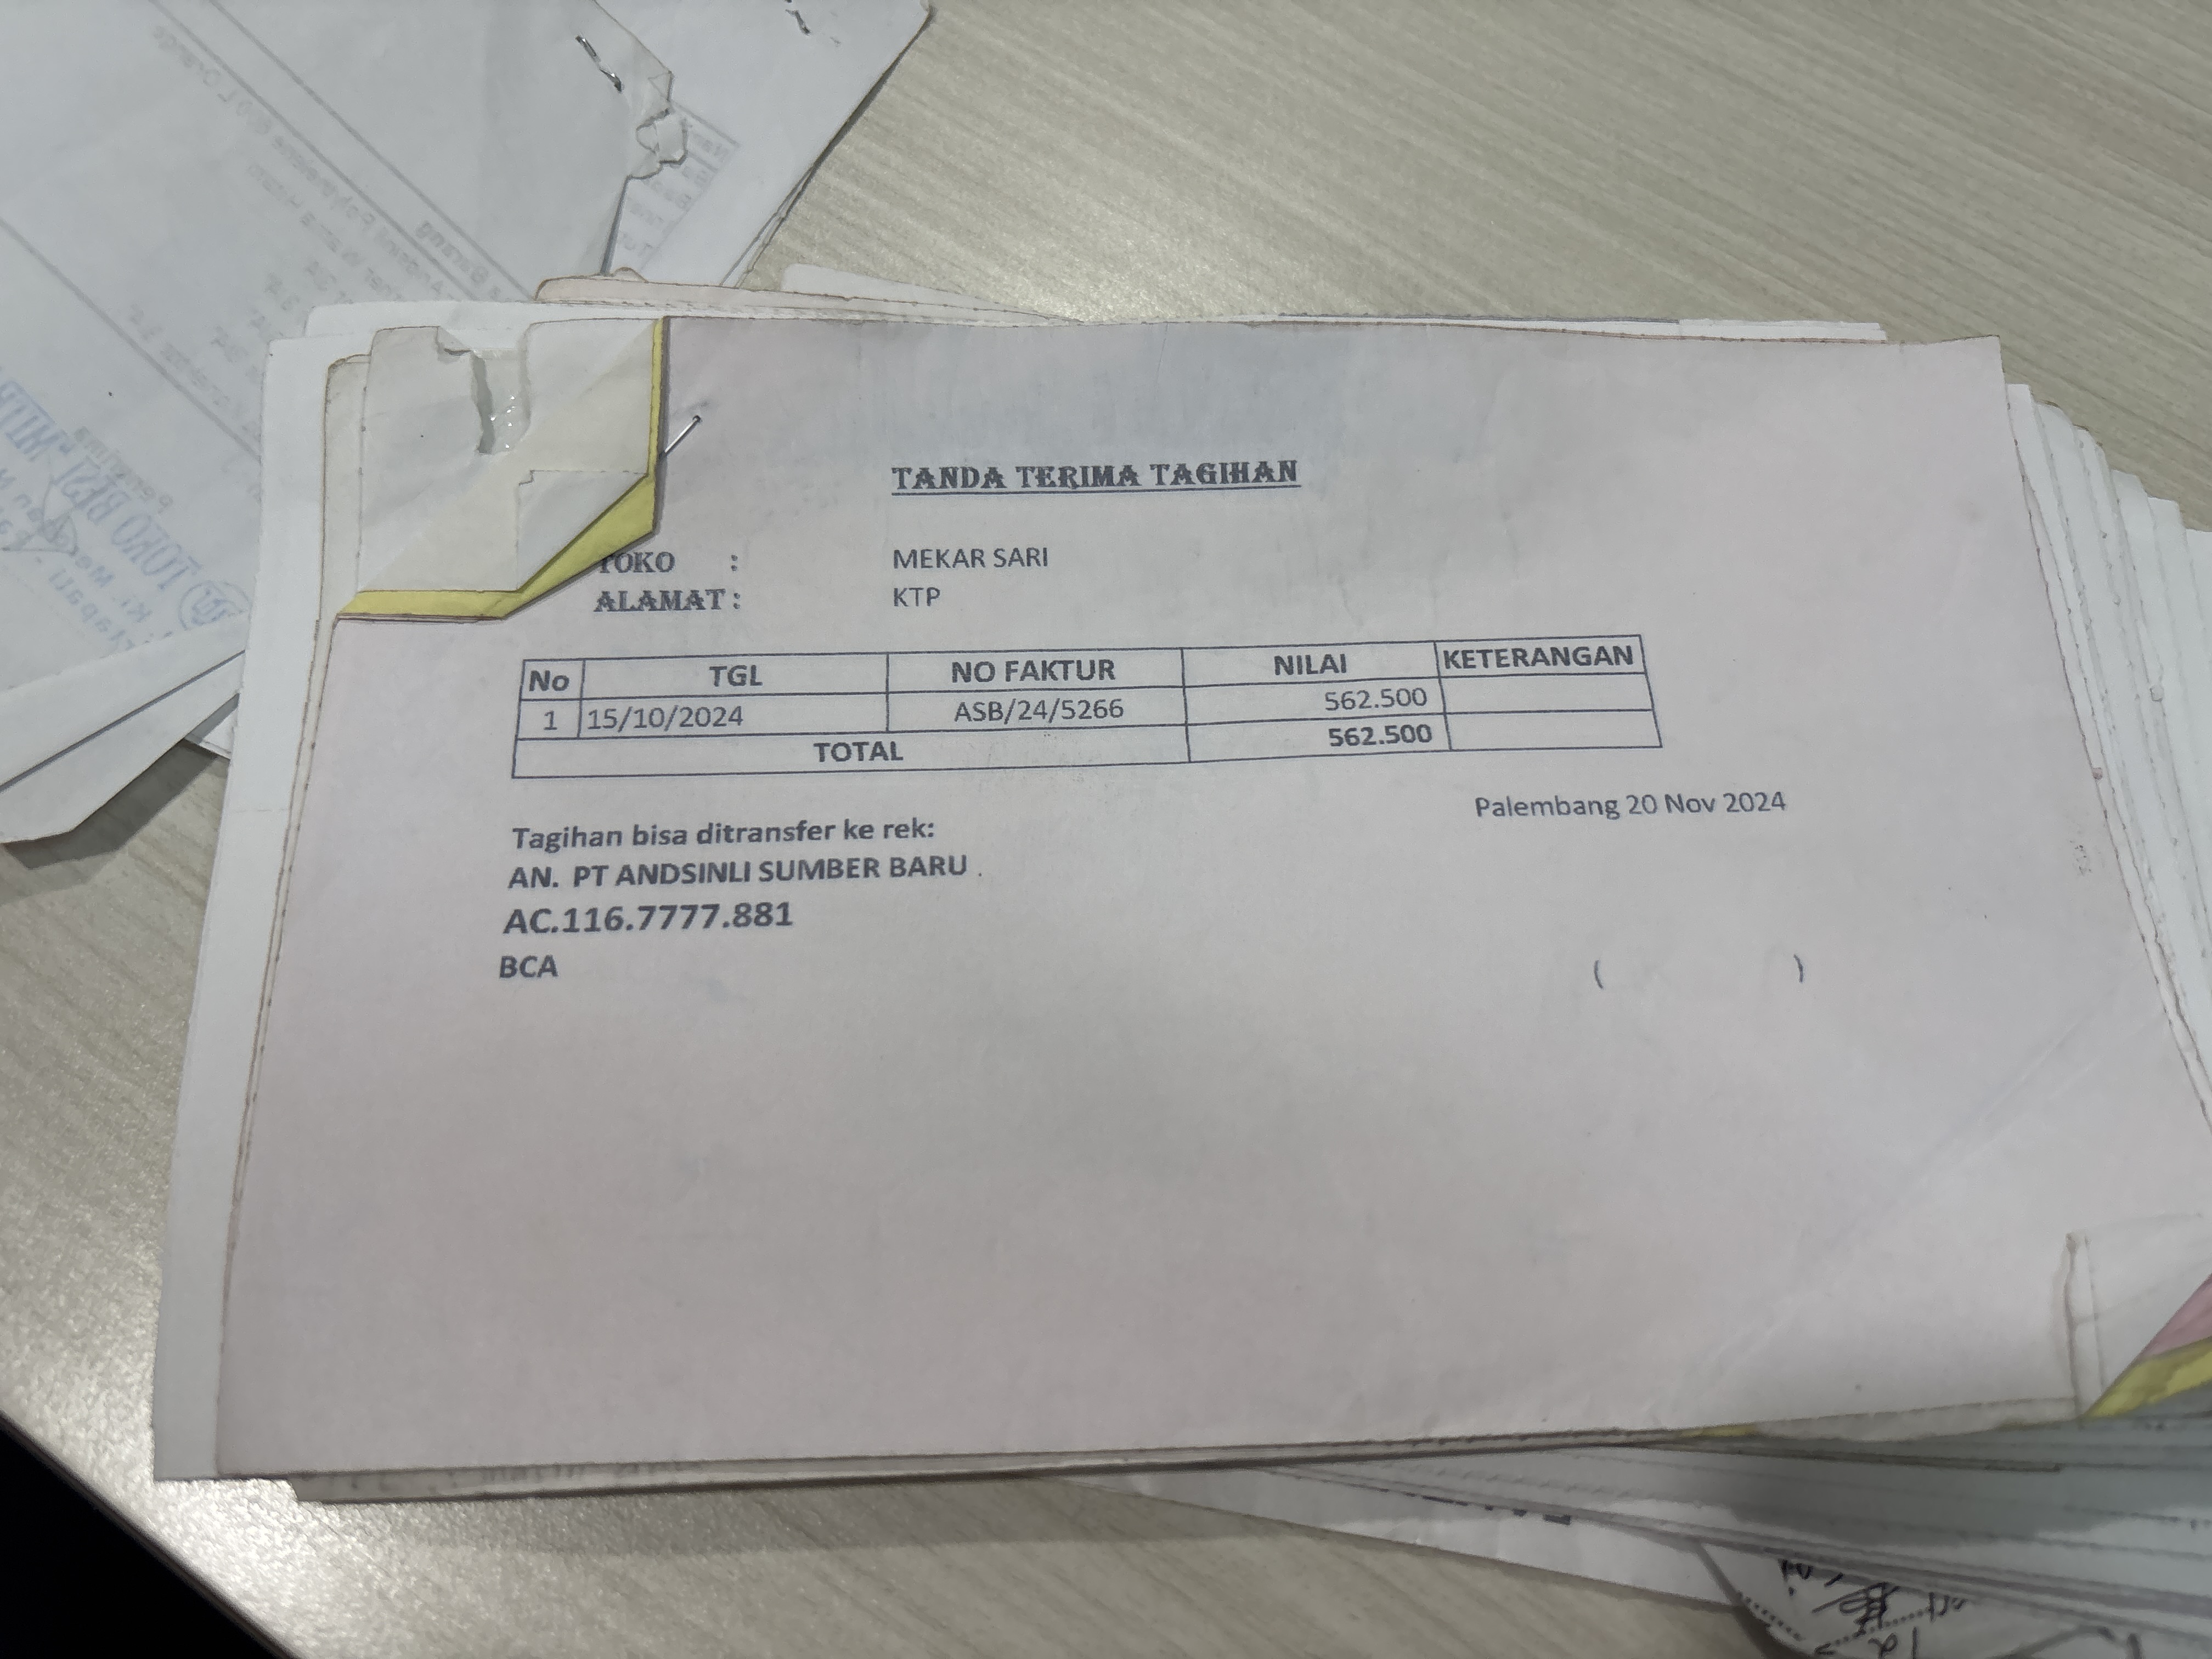 TANDA TERIMA TAGIHAN
TOKO : MEKAR SARI
ALAMAT : KTP
No TGL NO FAKTUR NILAI KETERANGAN
1 15/10/2024 ASB/24/5266 562.500
TOTAL 562.500
Palembang 20 Nov 2024
Tagihan bisa ditransfer ke rek:
AN. PT ANDSINLI SUMBER BARU .
AC.116.7777.881
BCA
( )